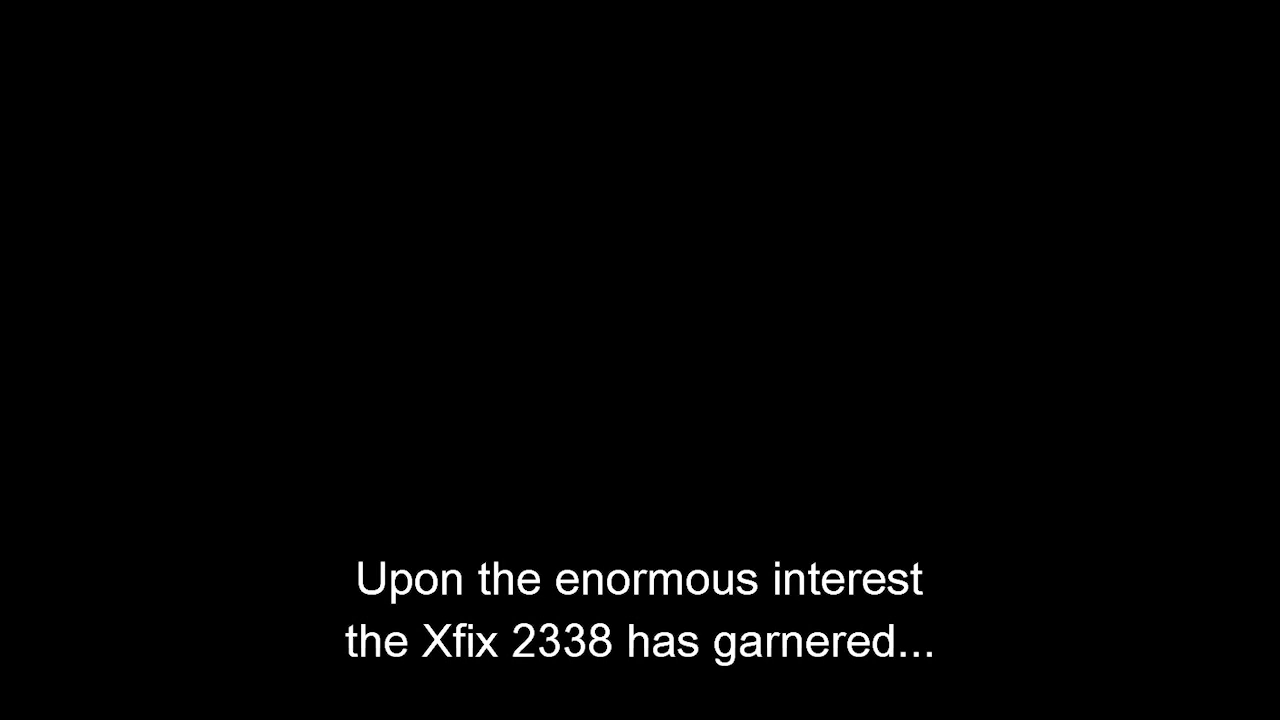 Upon the enormous interest
the Xfix 2338 has garnered...